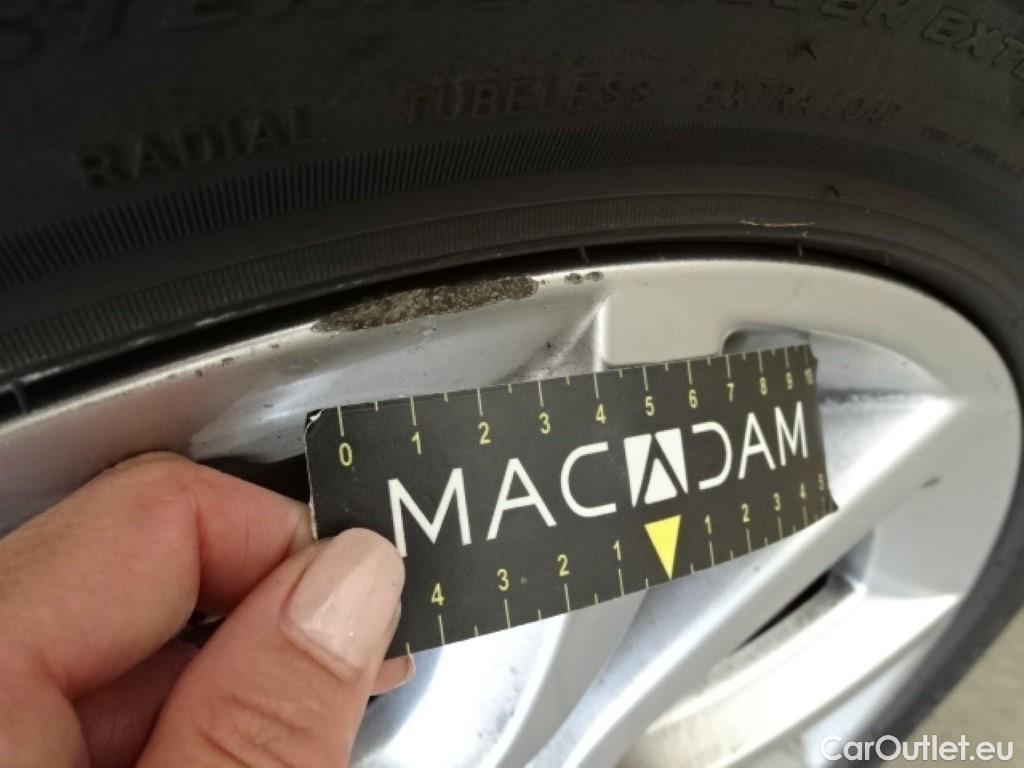 RADIAL TUBELESS EXTRA LOAD
0 1 2 3 4 5 6 7 8 9 10
MACADAM
4 3 2 1 1 2 3 4 5
CarOutlet.eu